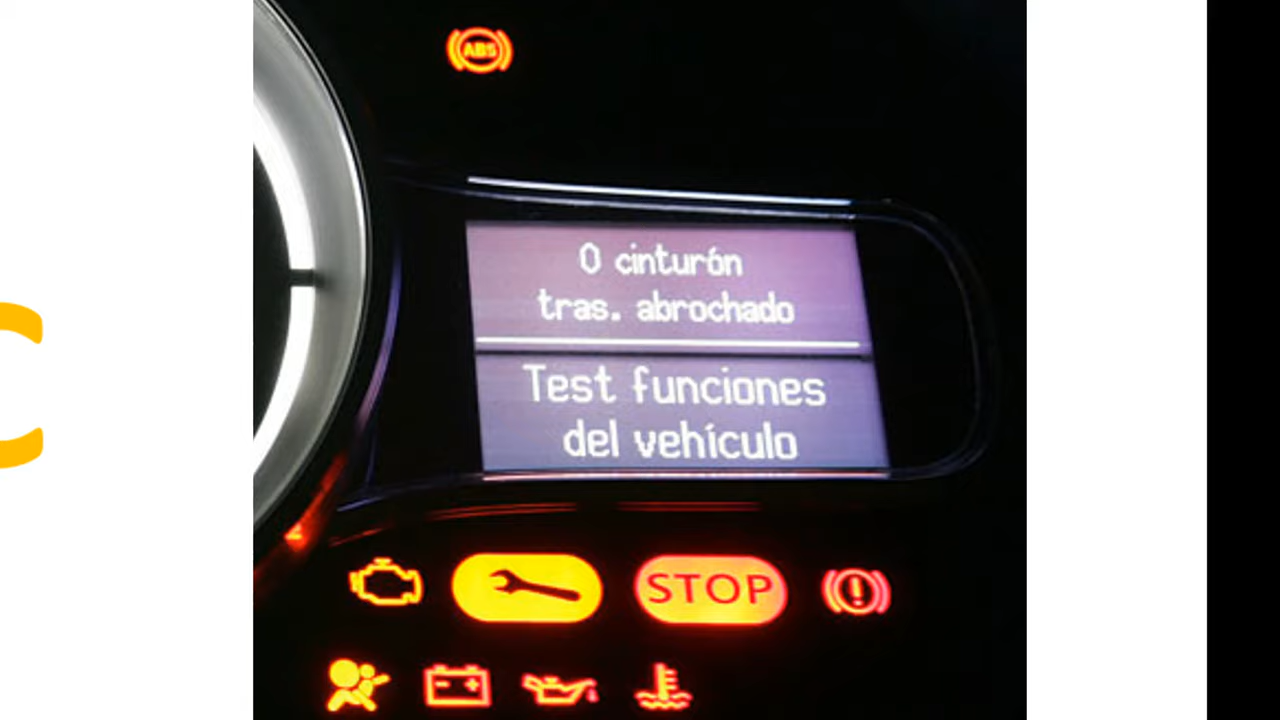 C
ABS
0 cinturón
tras. abrochado
Test funciones
del vehículo
STOP